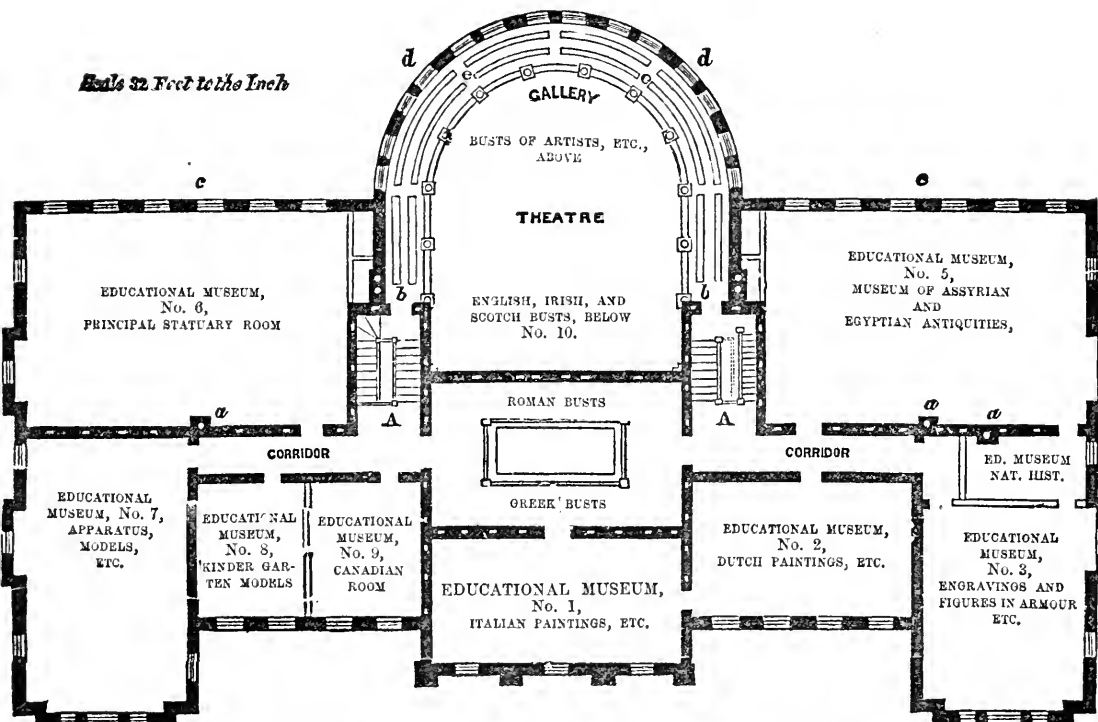 Scale 32 Feet to the Inch
d
d
e
e
GALLERY
BUSTS OF ARTISTS, ETC.,
ABOVE
c
e
THEATRE
EDUCATIONAL MUSEUM,
No. 6,
PRINCIPAL STATUARY ROOM
b
ENGLISH, IRISH, AND
SCOTCH BUSTS, BELOW
No. 10.
b
EDUCATIONAL MUSEUM,
No. 5,
MUSEUM OF ASSYRIAN
AND
EGYPTIAN ANTIQUITIES,
a
A
ROMAN BUSTS
A
a
a
CORRIDOR
CORRIDOR
ED. MUSEUM
NAT. HIST.
GREEK BUSTS
EDUCATIONAL
MUSEUM, No. 7,
APPARATUS,
MODELS,
ETC.
EDUCATIONAL
MUSEUM,
No. 8,
KINDER GAR-
TEN MODELS
EDUCATIONAL
MUSEUM,
No. 9,
CANADIAN
ROOM
EDUCATIONAL MUSEUM,
No. 1,
ITALIAN PAINTINGS, ETC.
EDUCATIONAL MUSEUM,
No. 2,
DUTCH PAINTINGS, ETC.
EDUCATIONAL
MUSEUM,
No. 3,
ENGRAVINGS AND
FIGURES IN ARMOUR
ETC.